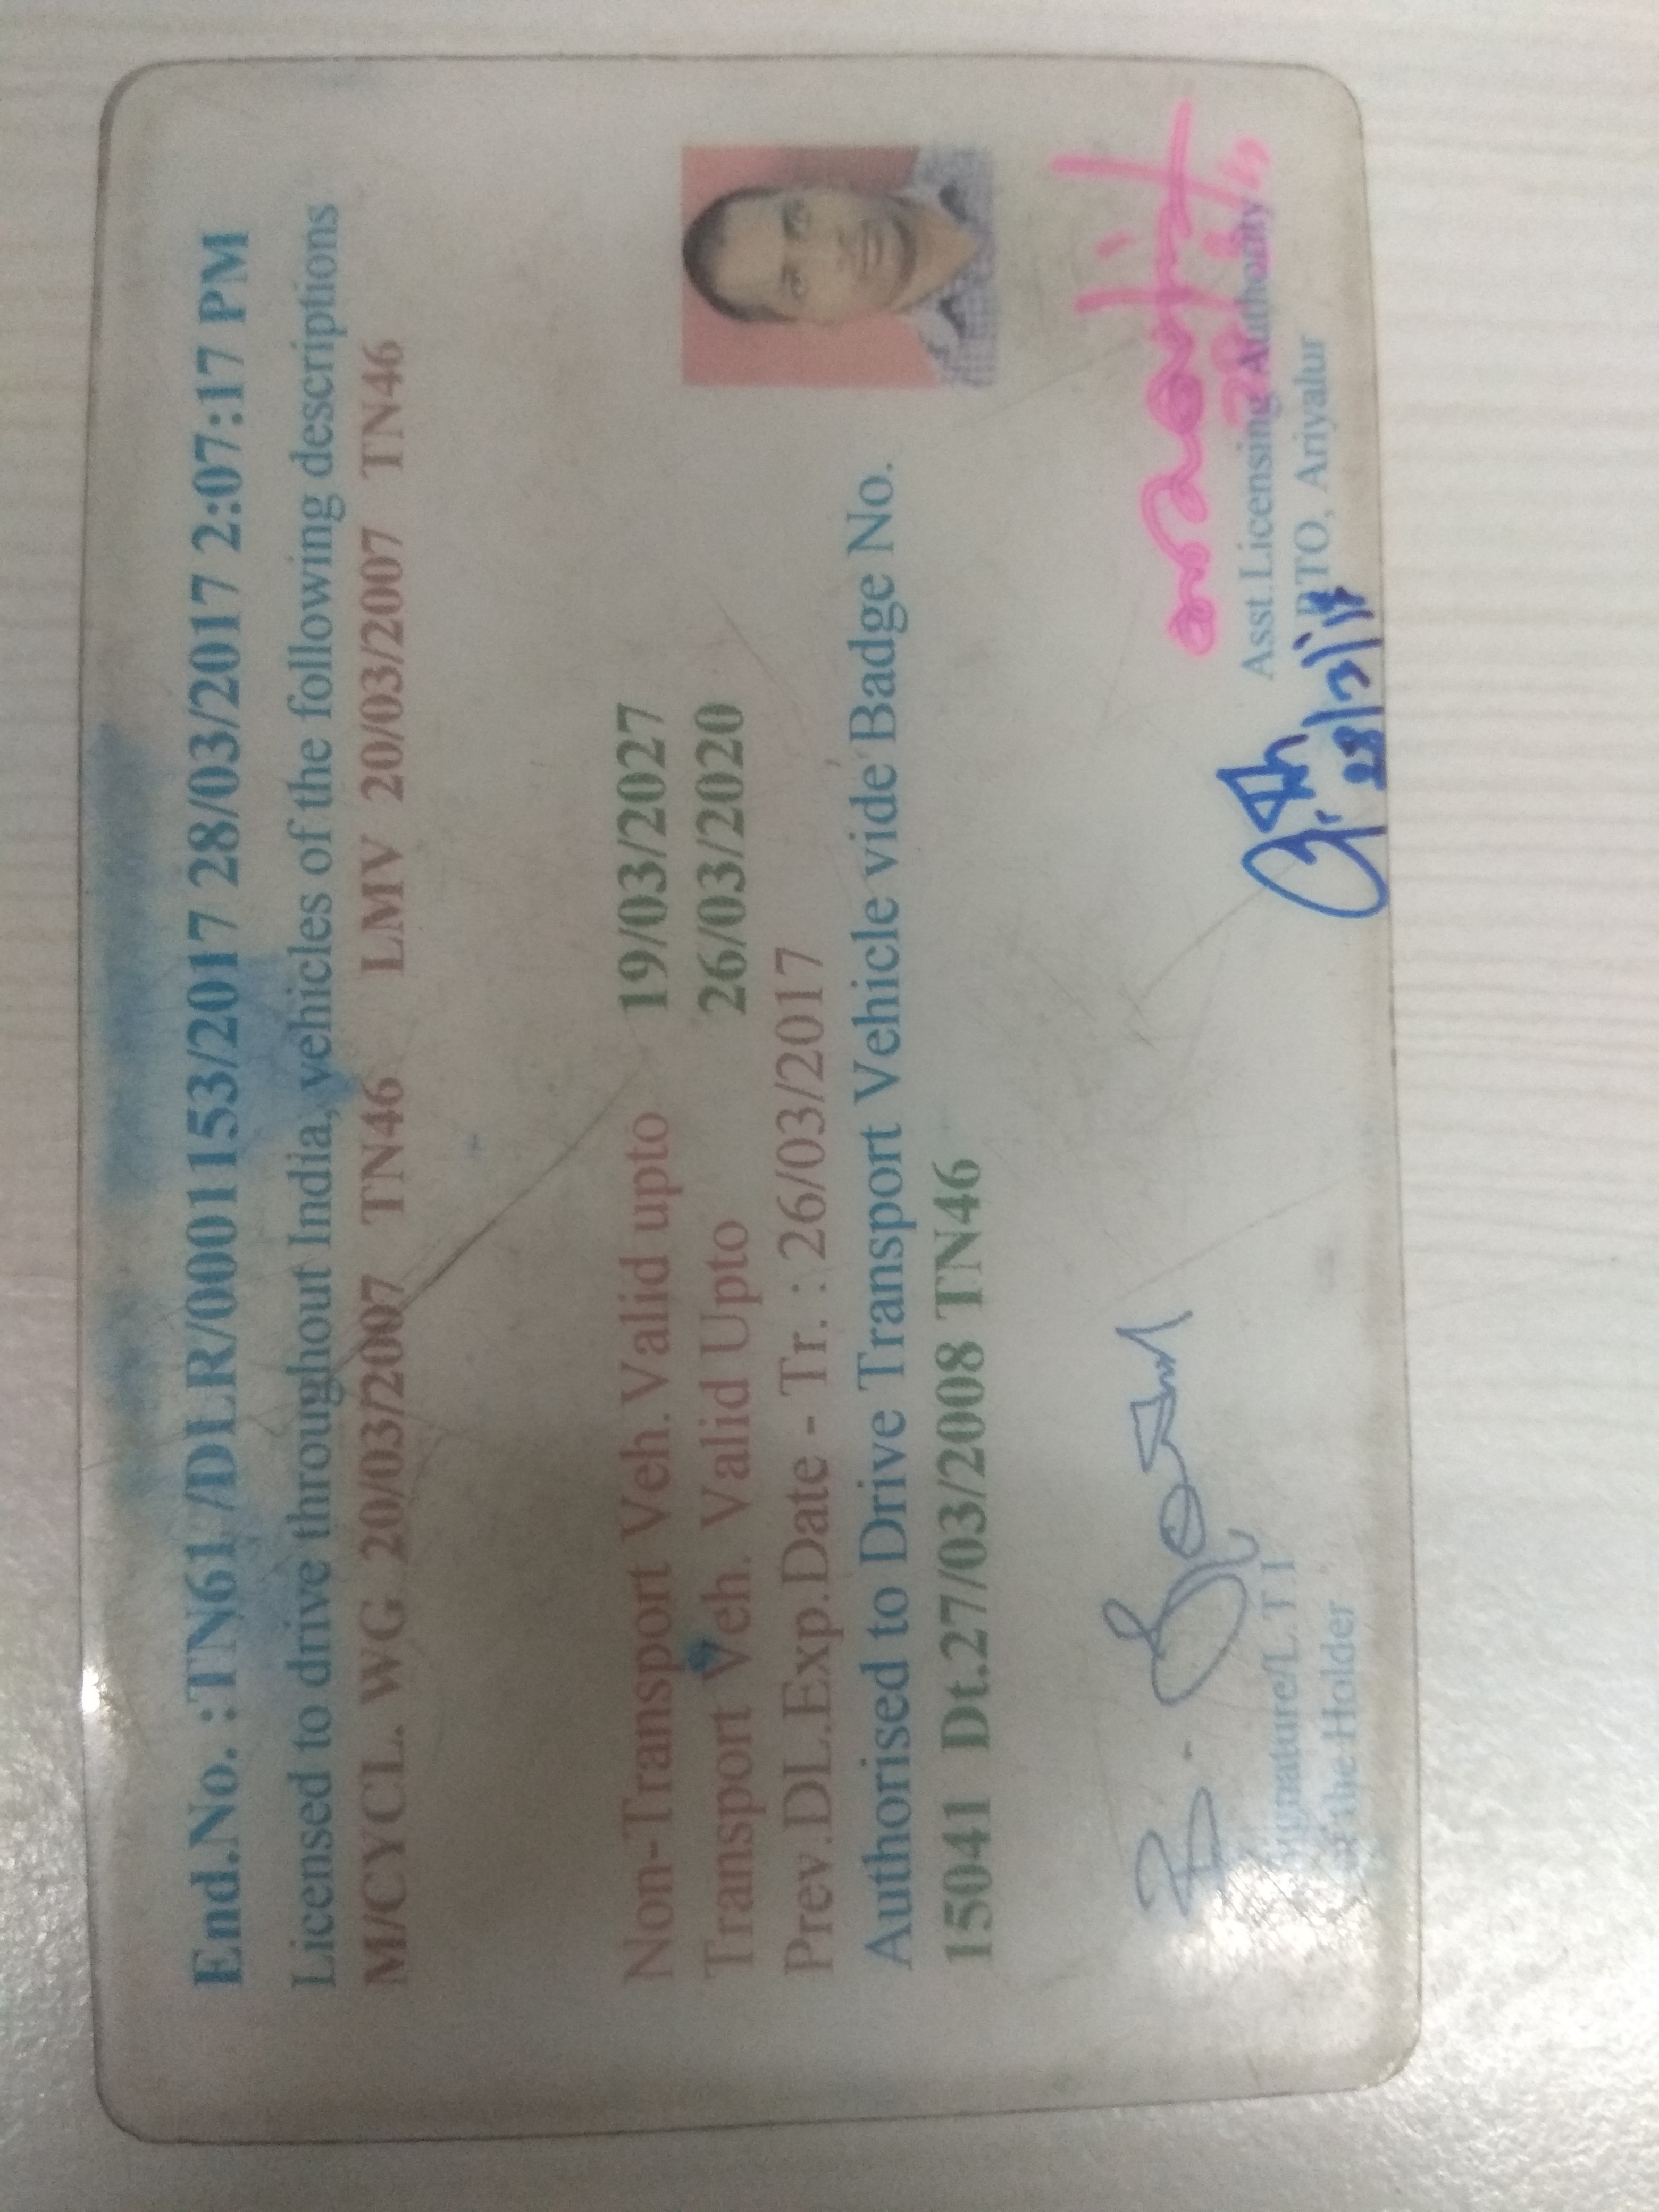 End.No. :TN61/DLR/0001153/2017 28/03/2017 2:07:17 PM
Licensed to drive throughout India, vehicles of the following descriptions
M/CYCL. WG 20/03/2007 TN46 LMV 20/03/2007 TN46
Non-Transport Veh.Valid upto 19/03/2027
Transport Veh. Valid Upto 26/03/2020
Prev.DL.Exp.Date - Tr. : 26/03/2017
Authorised to Drive Transport Vehicle vide Badge No.
15041 Dt.27/03/2008 TN46
Signature/L.T.I
of the Holder
28/3/17
Asst.Licensing Authority
RTO, Ariyalur